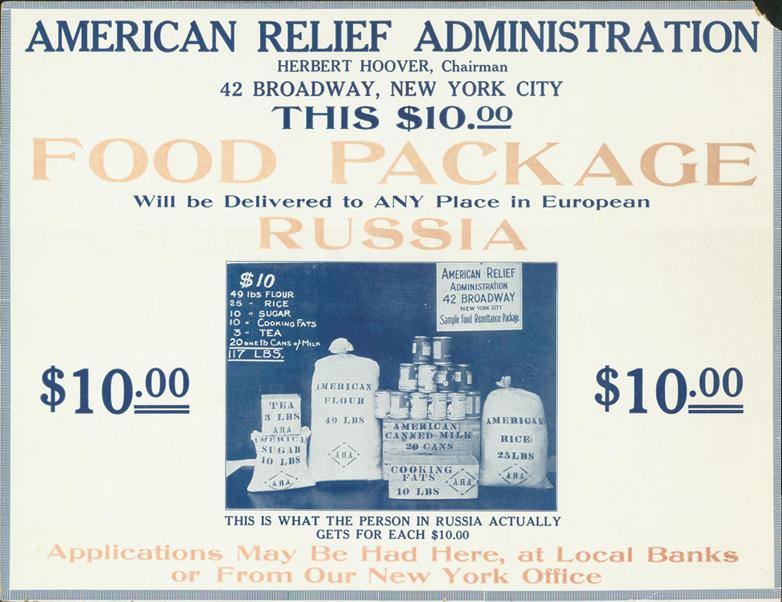 AMERICAN RELIEF ADMINISTRATION
HERBERT HOOVER, Chairman
42 BROADWAY, NEW YORK CITY
THIS $10.00
FOOD PACKAGE
Will be Delivered to ANY Place in European
RUSSIA
$10
49 lbs FLOUR
25 " RICE
10 " SUGAR
10 " COOKING FATS
3 " TEA
20 ONE lb CANS of MILK
117 LBS.
AMERICAN RELIEF
ADMINISTRATION
42 BROADWAY
NEW YORK CITY
Sample Food Remittance Package
TEA
3 LBS
A.R.A.
AMERICAN
SUGAR
10 LBS
A.R.A.
AMERICAN
FLOUR
49 LBS
A.R.A.
AMERICAN
CANNED MILK
20 CANS
COOKING
FATS
10 LBS
A.R.A.
AMERICAN
RICE
25 LBS
A.R.A.
$10.00
$10.00
THIS IS WHAT THE PERSON IN RUSSIA ACTUALLY
GETS FOR EACH $10.00
Applications May Be Had Here, at Local Banks
or From Our New York Office